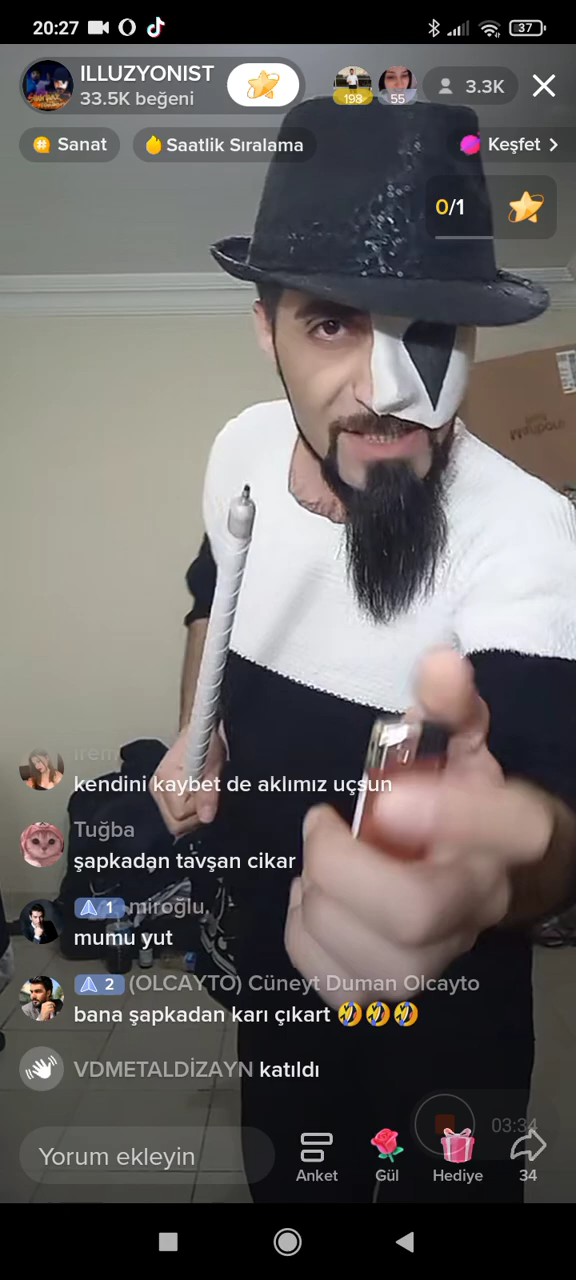 20:27
37
ILLUZYONIST
33.5K beğeni
198
55
3.3K
Sanat
Saatlik Sıralama
Keşfet
0/1
irem
kendini kaybet de aklımız uçsun
Tuğba
şapkadan tavşan cikar
1 miroğlu,
mumu yut
2 (OLCAYTO) Cüneyt Duman Olcayto
bana şapkadan karı çıkart 🤣🤣🤣
VDMETALDİZAYN katıldı
03:34
Yorum ekleyin
Anket
Gül
Hediye
34